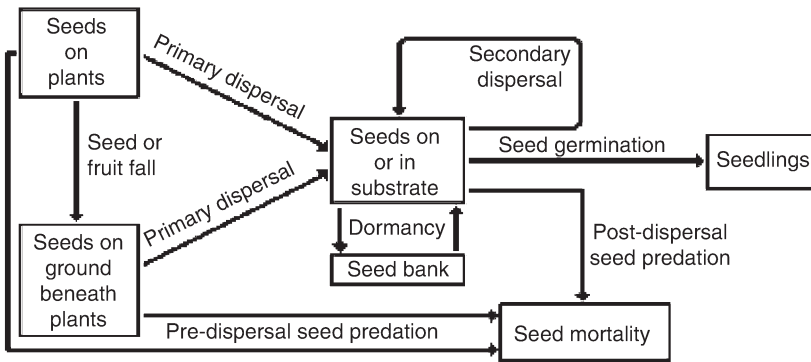 Seeds
on
plants
Primary dispersal
Secondary
dispersal
Seed or
fruit fall
Seeds on
or in
substrate
Seed germination
Seedlings
Primary dispersal
Seeds on
ground
beneath
plants
Dormancy
Seed bank
Post-dispersal
seed predation
Pre-dispersal seed predation
Seed mortality